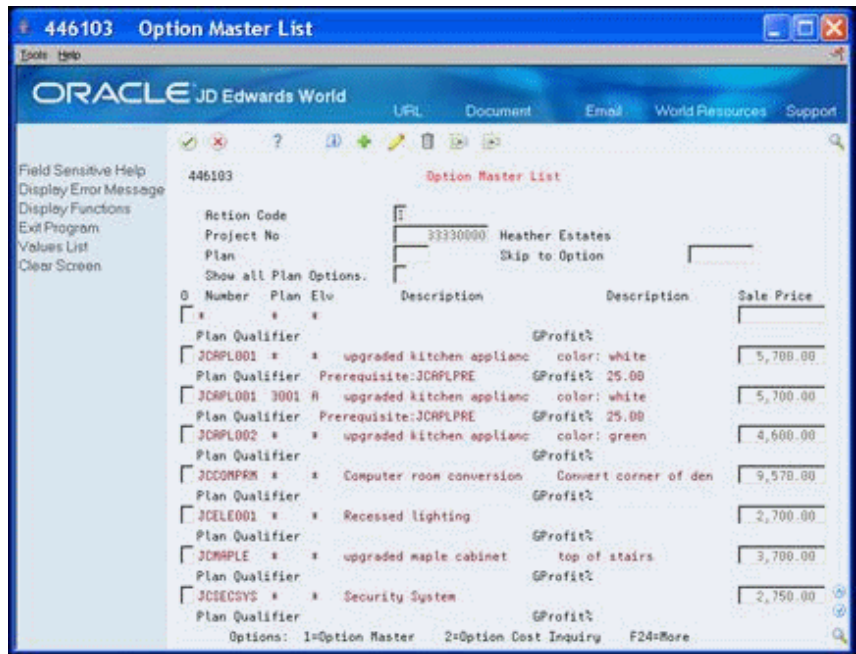 446103 Option Master List
Tools Help
ORACLE JD Edwards World
URL Document Email World Resources Support
?
Field Sensitive Help
Display Error Message
Display Functions
Exit Program
Values List
Clear Screen
446103 Option Master List
Action Code I
Project No 33330000 Heather Estates
Plan Skip to Option
Show all Plan Options.
O Number Plan Elv Description Description Sale Price
* * *
Plan Qualifier GProfit%
JCAPL001 * * upgraded kitchen applianc color: white 5,700.00
Plan Qualifier Prerequisite:JCAPLPRE GProfit% 25.00
JCAPL001 3001 A upgraded kitchen applianc color: white 5,700.00
Plan Qualifier Prerequisite:JCAPLPRE GProfit% 25.00
JCAPL002 * * upgraded kitchen applianc color: green 4,600.00
Plan Qualifier GProfit%
JCCOMPRM * * Computer room conversion Convert corner of den 9,570.00
Plan Qualifier GProfit%
JCELE001 * * Recessed lighting 2,700.00
Plan Qualifier GProfit%
JCMAPLE * * upgraded maple cabinet top of stairs 3,700.00
Plan Qualifier GProfit%
JCSECSYS * * Security System 2,750.00
Plan Qualifier GProfit%
Options: 1=Option Master 2=Option Cost Inquiry F24=More